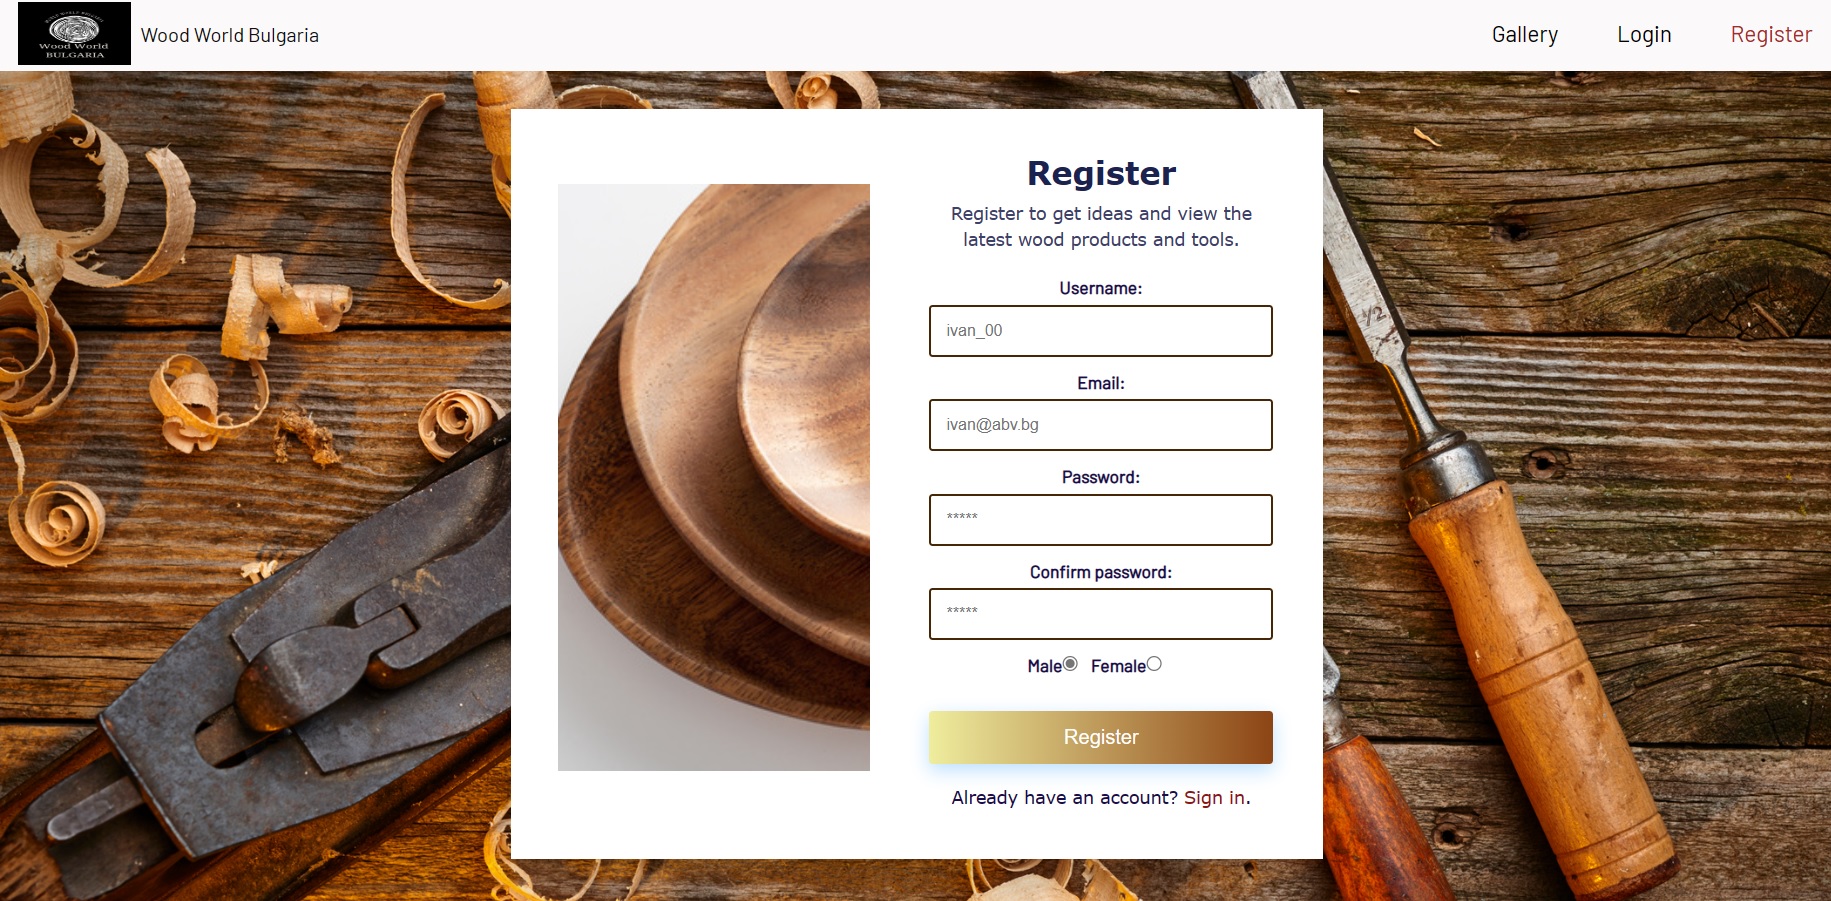 Wood World
BULGARIA
Wood World Bulgaria
Gallery
Login
Register
Register
Register to get ideas and view the
latest wood products and tools.
Username:
ivan_00
Email:
ivan@abv.bg
Password:
*****
Confirm password:
*****
Male Female
Register
Already have an account? Sign in.
1/2